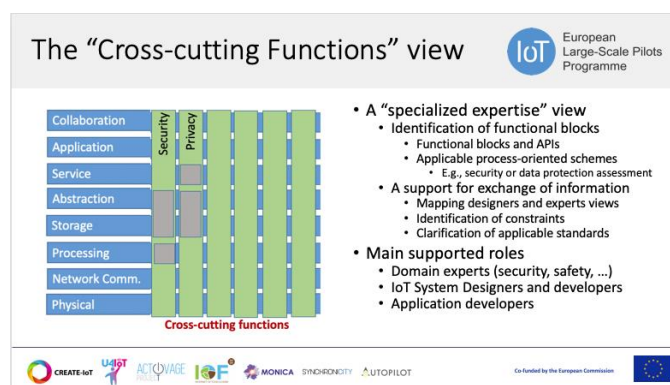 The “Cross-cutting Functions” view
IoT
European
Large-Scale Pilots
Programme
Collaboration
Application
Service
Abstraction
Storage
Processing
Network Comm.
Physical
Security
Privacy
Cross-cutting functions
• A “specialized expertise” view
• Identification of functional blocks
• Functional blocks and APIs
• Applicable process-oriented schemes
• E.g., security or data protection assessment
• A support for exchange of information
• Mapping designers and experts views
• Identification of constraints
• Clarification of applicable standards
• Main supported roles
• Domain experts (security, safety, ...)
• IoT System Designers and developers
• Application developers
CREATE-IoT
U4IoT
ACTIVAGE
PROJECT
IOF
MONICA
SYNCHRONICITY
AUTOPILOT
Co-funded by the European Commission